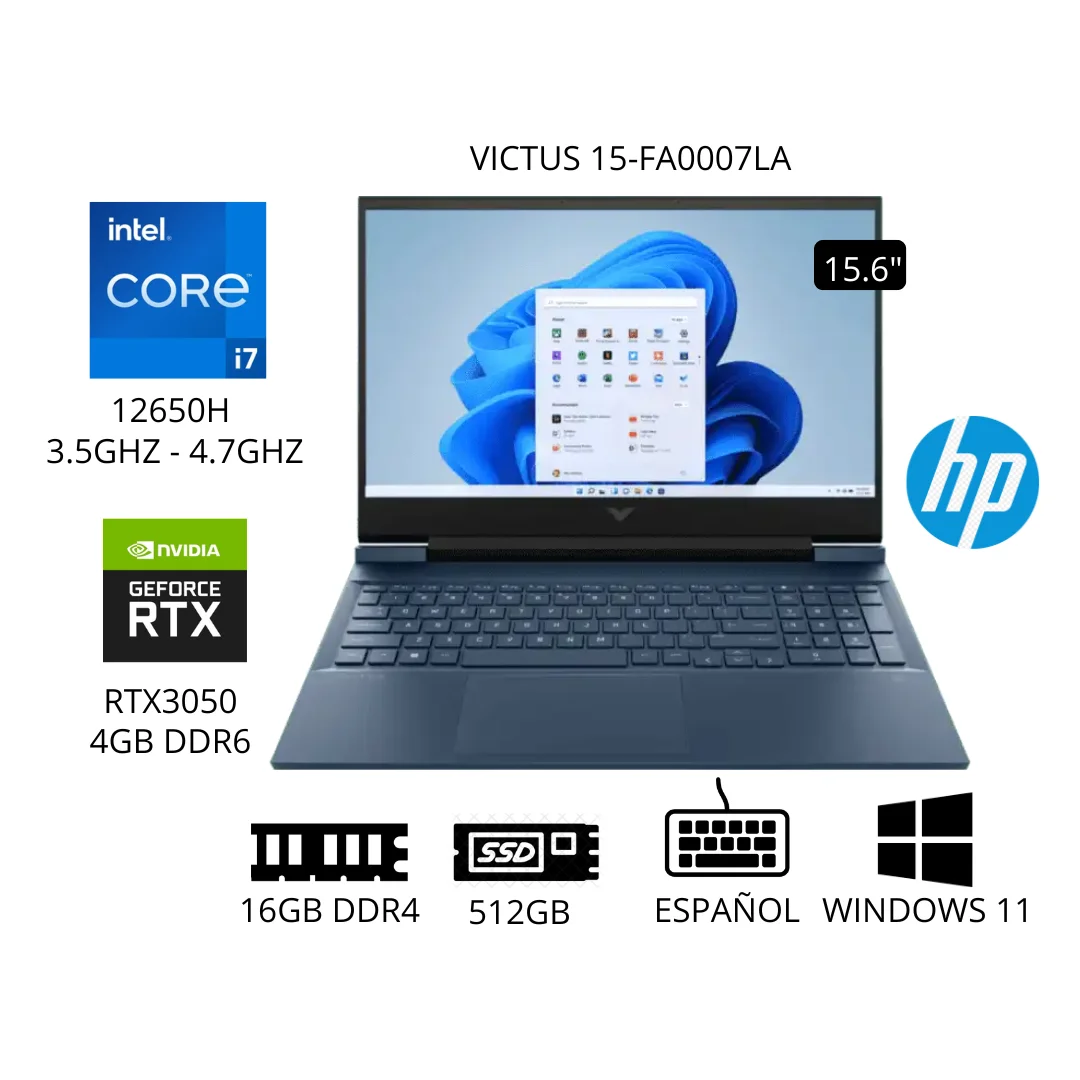 VICTUS 15-FA0007LA
intel.
CORE™
i7
15.6"
12650H
3.5GHZ - 4.7GHZ
hp
NVIDIA
GEFORCE
RTX
RTX3050
4GB DDR6
SSD
16GB DDR4
512GB
ESPAÑOL
WINDOWS 11